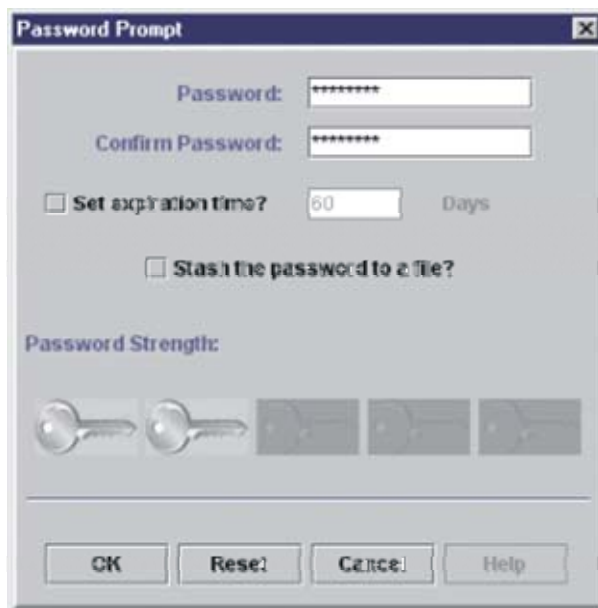 Password Prompt
Password: ********
Confirm Password: ********
Set expiration time? 60 Days
Stash the password to a file?
Password Strength:
OK Reset Cancel Help